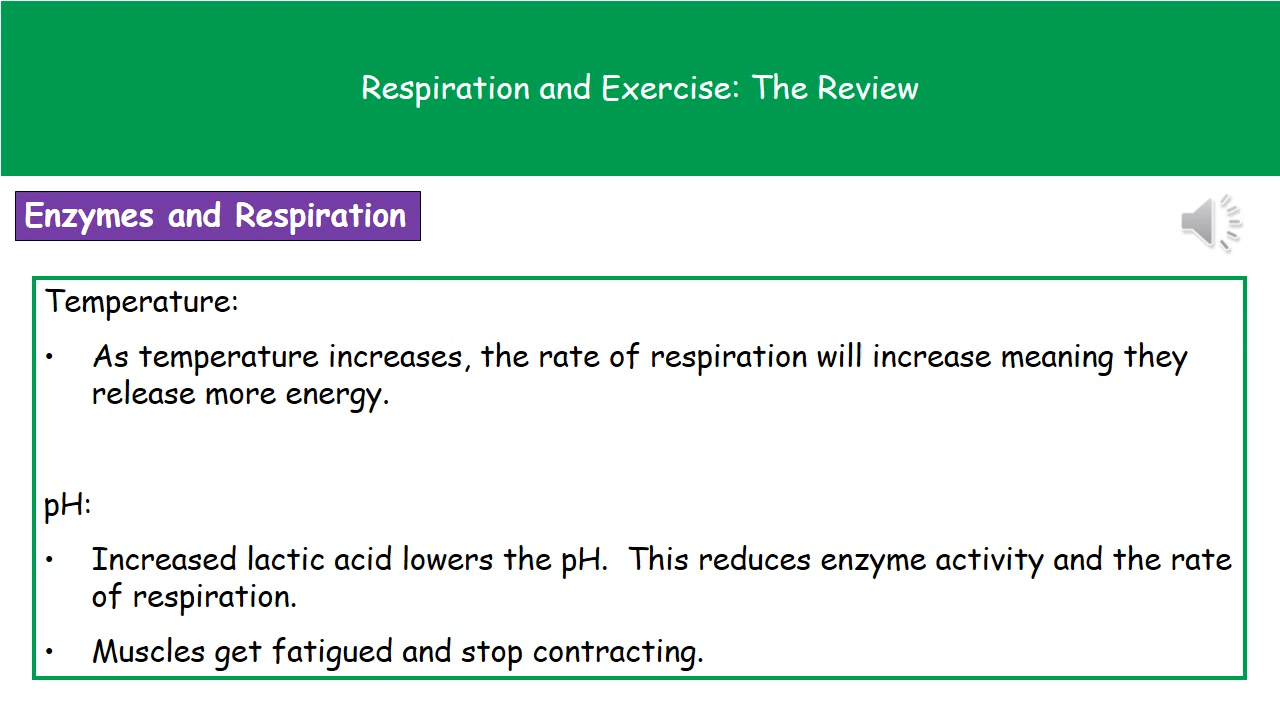 Respiration and Exercise: The Review
Enzymes and Respiration
Temperature:
• As temperature increases, the rate of respiration will increase meaning they
release more energy.
pH:
• Increased lactic acid lowers the pH.  This reduces enzyme activity and the rate
of respiration.
• Muscles get fatigued and stop contracting.